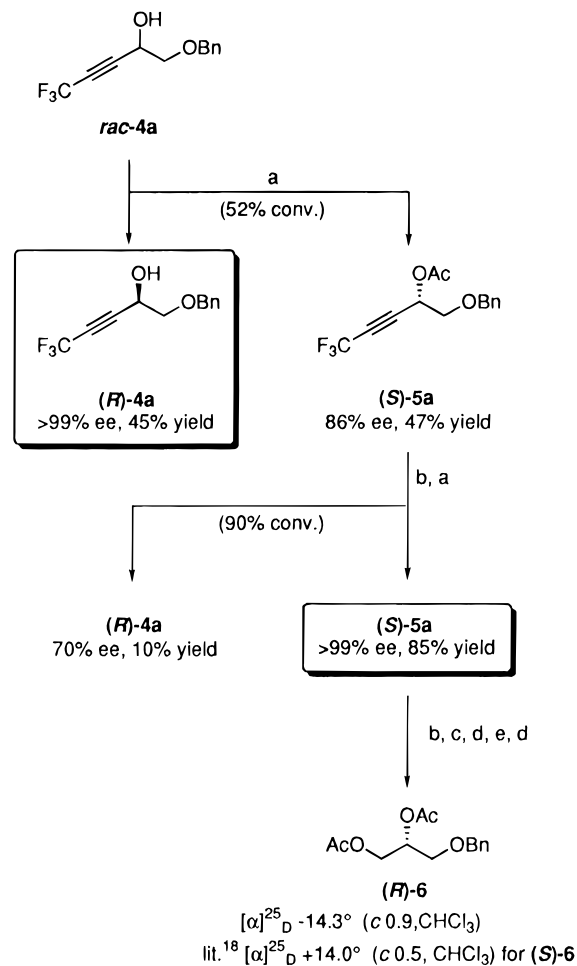 OH
OBn
F₃C
rac-4a
a
(52% conv.)
OH
OBn
F₃C
(R)-4a
>99% ee, 45% yield
OAc
OBn
F₃C
(S)-5a
86% ee, 47% yield
b, a
(90% conv.)
(R)-4a
70% ee, 10% yield
(S)-5a
>99% ee, 85% yield
b, c, d, e, d
OAc
AcO OBn
(R)-6
[α]²⁵D -14.3° (c 0.9,CHCl₃)
lit.¹⁸ [α]²⁵D +14.0° (c 0.5, CHCl₃) for (S)-6